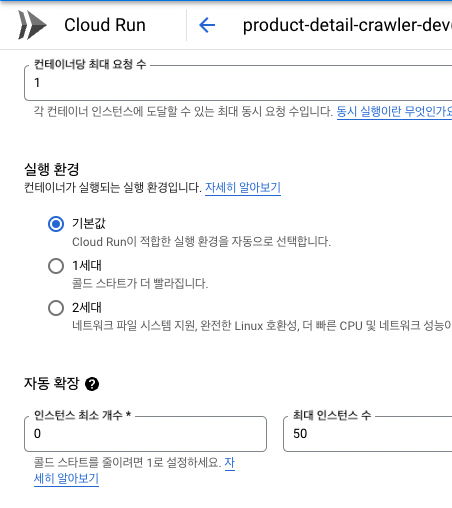 Cloud Run
product-detail-crawler-deve
컨테이너당 최대 요청 수
1
각 컨테이너 인스턴스에 도달할 수 있는 최대 동시 요청 수입니다. 동시 실행이란 무엇인가요
실행 환경
컨테이너가 실행되는 실행 환경입니다. 자세히 알아보기
기본값
Cloud Run이 적합한 실행 환경을 자동으로 선택합니다.
1세대
콜드 스타트가 더 빨라집니다.
2세대
네트워크 파일 시스템 지원, 완전한 Linux 호환성, 더 빠른 CPU 및 네트워크 성능이
자동 확장 ?
인스턴스 최소 개수 *
0
최대 인스턴스 수
50
콜드 스타트를 줄이려면 1로 설정하세요. 자
세히 알아보기